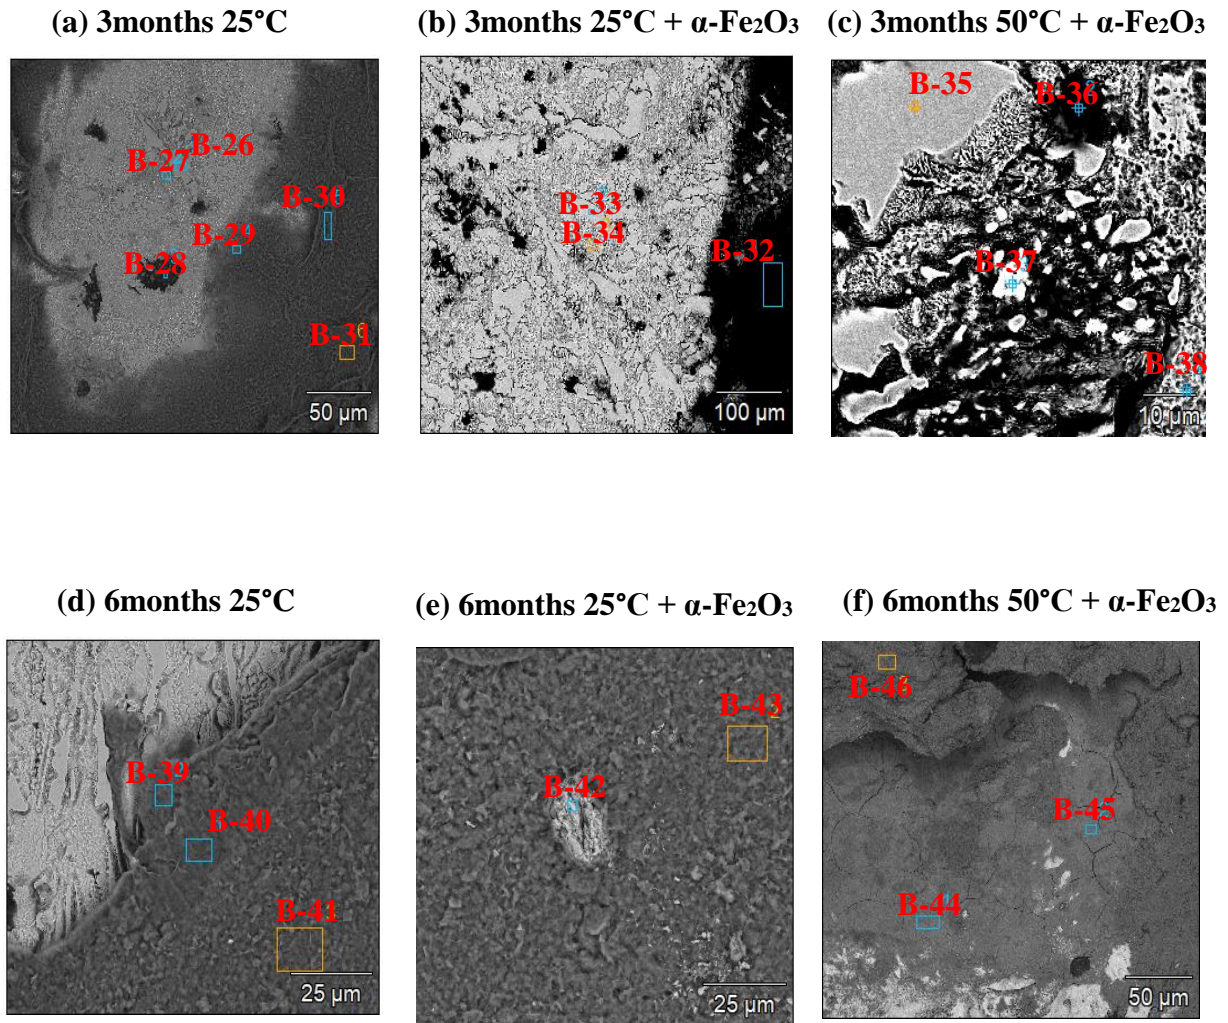 (a) 3months 25°C
(b) 3months 25°C + α-Fe₂O₃
(c) 3months 50°C + α-Fe₂O₃
B-26
B-27
B-30
B-29
B-28
B-31
6
50 µm
B-33
B-34
B-32
100 µm
B-35
B-36
B-37
B-38
10 µm
(d) 6months 25°C
(e) 6months 25°C + α-Fe₂O₃
(f) 6months 50°C + α-Fe₂O₃
B-39
B-40
B-41
25 µm
B-43
B-42
25 µm
B-46
B-45
B-44
50 µm